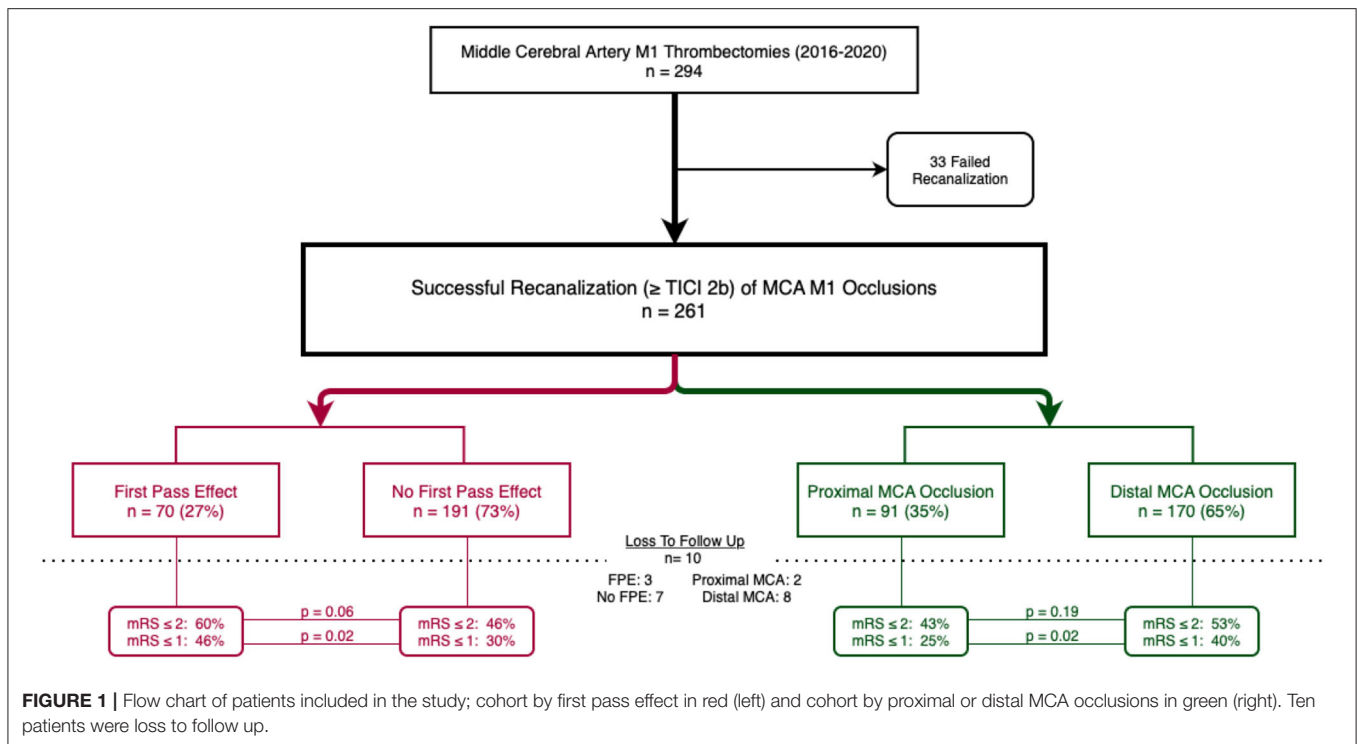 Middle Cerebral Artery M1 Thrombectomies (2016-2020)
n = 294
33 Failed
Recanalization
Successful Recanalization (≥ TICI 2b) of MCA M1 Occlusions
n = 261
First Pass Effect
n = 70 (27%)
No First Pass Effect
n = 191 (73%)
Proximal MCA Occlusion
n = 91 (35%)
Distal MCA Occlusion
n = 170 (65%)
Loss To Follow Up
n= 10
FPE: 3 Proximal MCA: 2
No FPE: 7 Distal MCA: 8
mRS ≤ 2: 60%
mRS ≤ 1: 46%
p = 0.06
p = 0.02
mRS ≤ 2: 46%
mRS ≤ 1: 30%
mRS ≤ 2: 43%
mRS ≤ 1: 25%
p = 0.19
p = 0.02
mRS ≤ 2: 53%
mRS ≤ 1: 40%
FIGURE 1 | Flow chart of patients included in the study; cohort by first pass effect in red (left) and cohort by proximal or distal MCA occlusions in green (right). Ten
patients were loss to follow up.